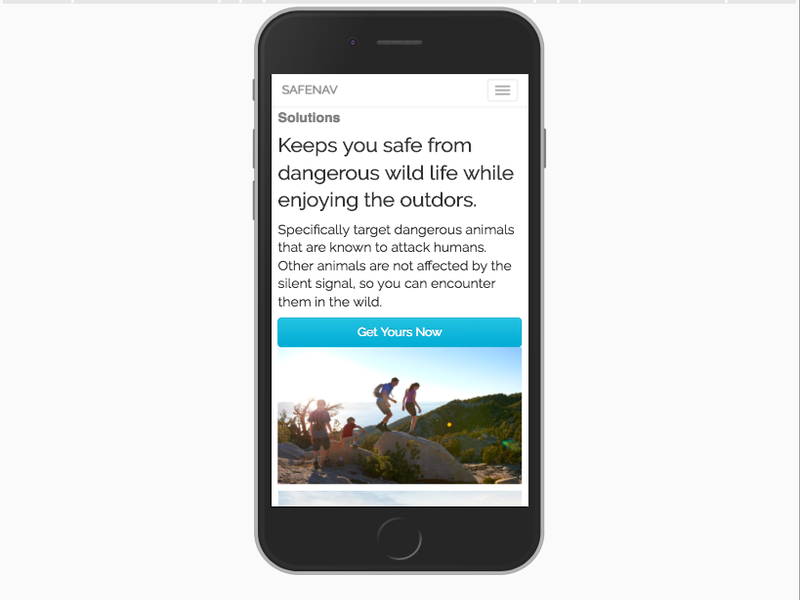 SAFENAV
Solutions
Keeps you safe from
dangerous wild life while
enjoying the outdors.
Specifically target dangerous animals
that are known to attack humans.
Other animals are not affected by the
silent signal, so you can encounter
them in the wild.
Get Yours Now